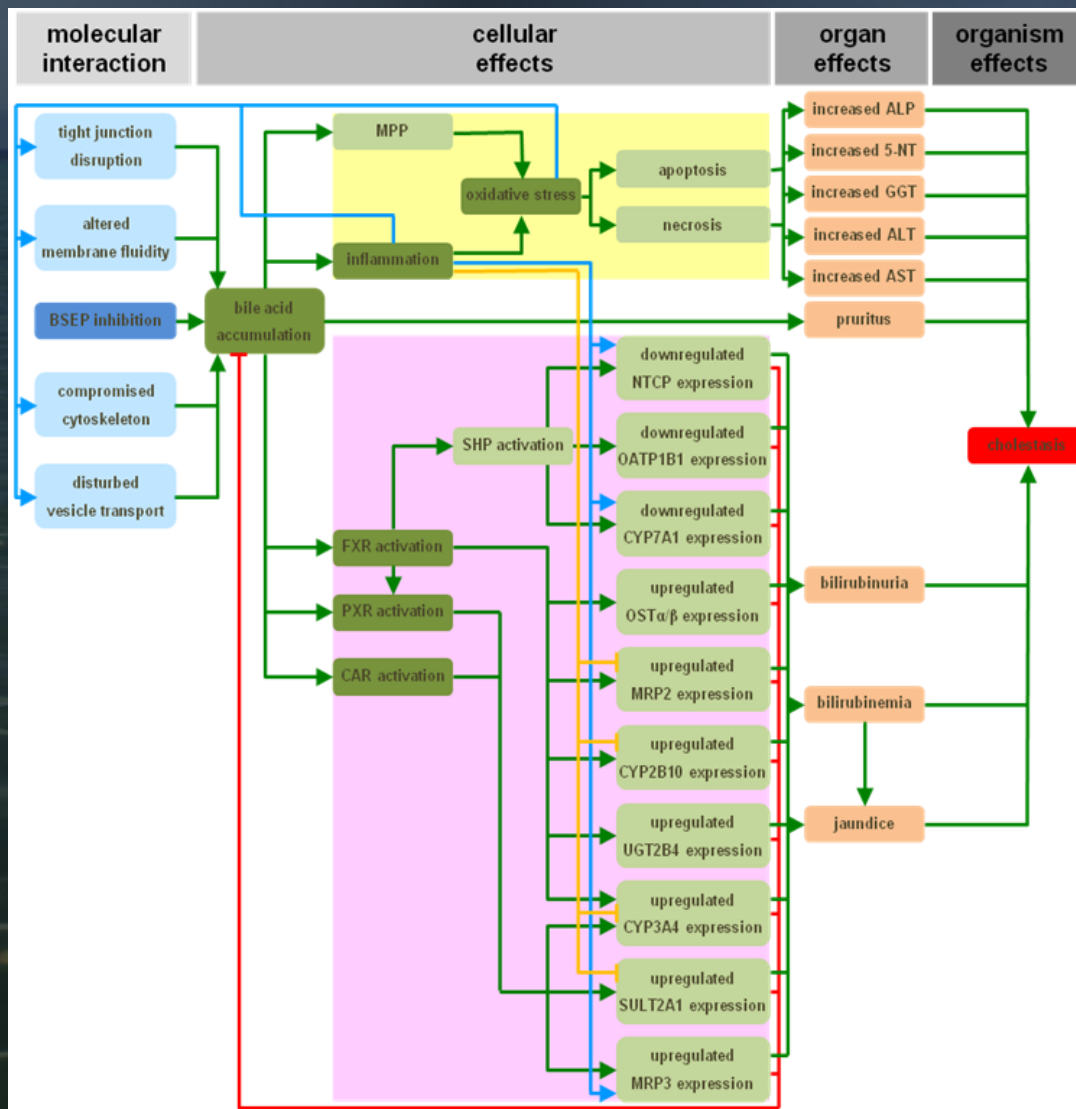 molecular
interaction
cellular
effects
organ
effects
organism
effects
tight junction
disruption
altered
membrane fluidity
BSEP inhibition
compromised
cytoskeleton
disturbed
vesicle transport
bile acid
accumulation
MPP
oxidative stress
inflammation
apoptosis
necrosis
SHP activation
FXR activation
PXR activation
CAR activation
downregulated
NTCP expression
downregulated
OATP1B1 expression
downregulated
CYP7A1 expression
upregulated
OSTα/β expression
upregulated
MRP2 expression
upregulated
CYP2B10 expression
upregulated
UGT2B4 expression
upregulated
CYP3A4 expression
upregulated
SULT2A1 expression
upregulated
MRP3 expression
increased ALP
increased 5-NT
increased GGT
increased ALT
increased AST
pruritus
bilirubinuria
bilirubinemia
jaundice
cholestasis